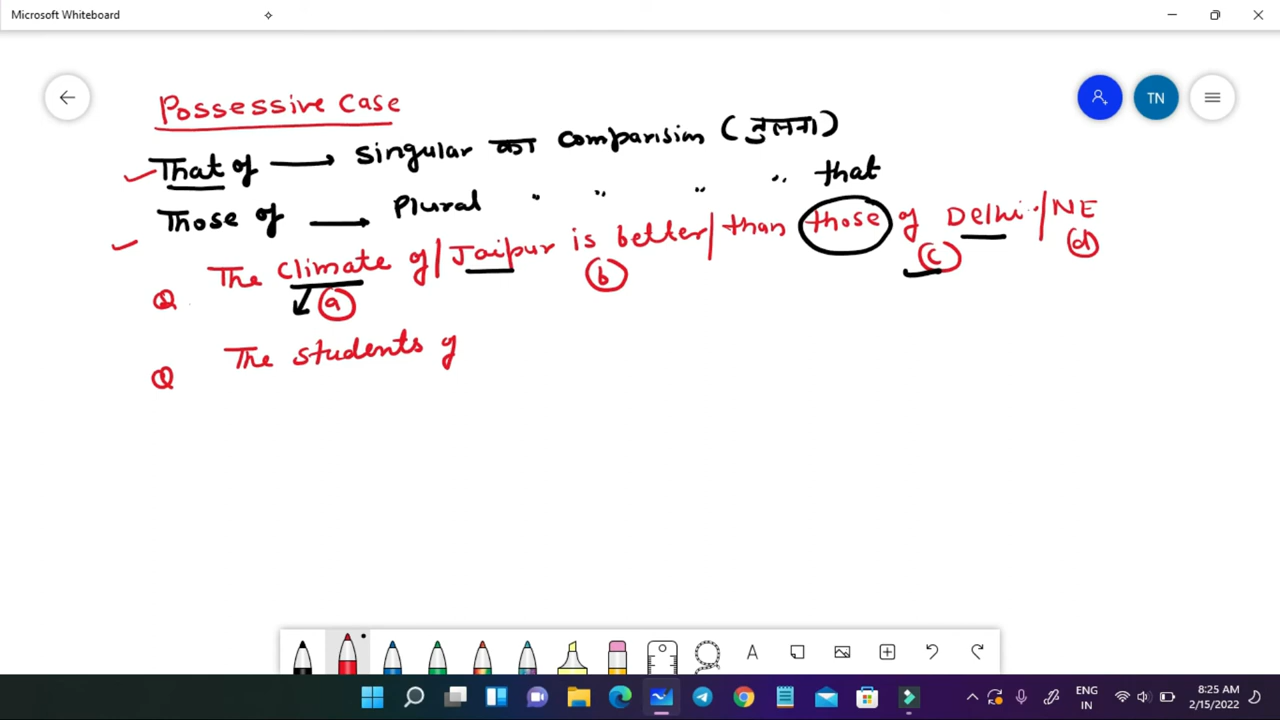 Microsoft Whiteboard
Possessive Case
TN
That of → Singular का comparision (तुलना)
Those of → Plural " " " " that
Q The climate of / Jaipur is better / than those of Delhi / NE
(a) (b) (c) (d)
Q The students of
A
ENG
IN
8:25 AM
2/15/2022